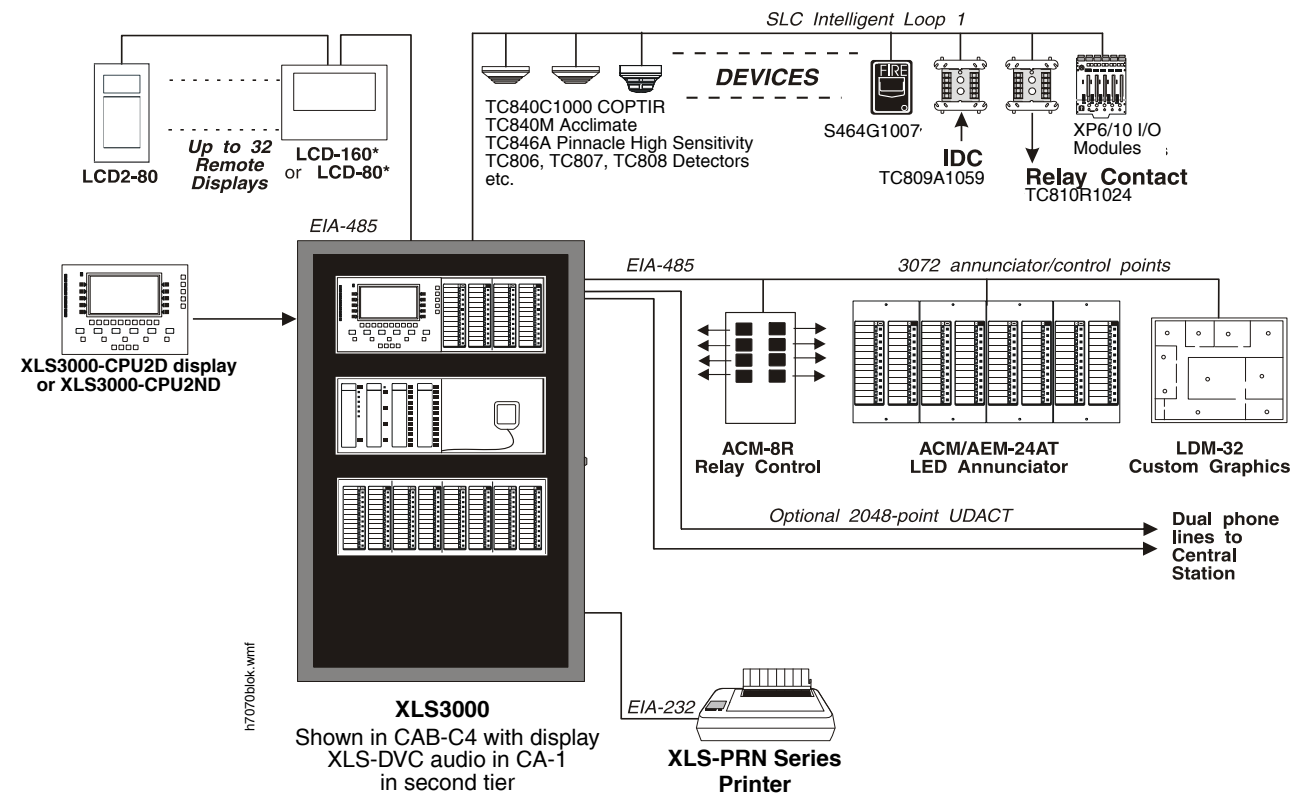 SLC Intelligent Loop 1
DEVICES
FIRE
TC840C1000 COPTIR
TC840M Acclimate
TC846A Pinnacle High Sensitivity
TC806, TC807, TC808 Detectors
etc.
S464G1007
IDC
TC809A1059
Relay Contact
TC810R1024
XP6/10 I/O
Modules
LCD2-80
Up to 32
Remote
Displays
LCD-160*
or LCD-80*
EIA-485
XLS3000-CPU2D display
or XLS3000-CPU2ND
EIA-485
3072 annunciator/control points
ACM-8R
Relay Control
ACM/AEM-24AT
LED Annunciator
LDM-32
Custom Graphics
Optional 2048-point UDACT
Dual phone
lines to
Central
Station
h7070blok.wmf
XLS3000
Shown in CAB-C4 with display
XLS-DVC audio in CA-1
in second tier
EIA-232
XLS-PRN Series
Printer